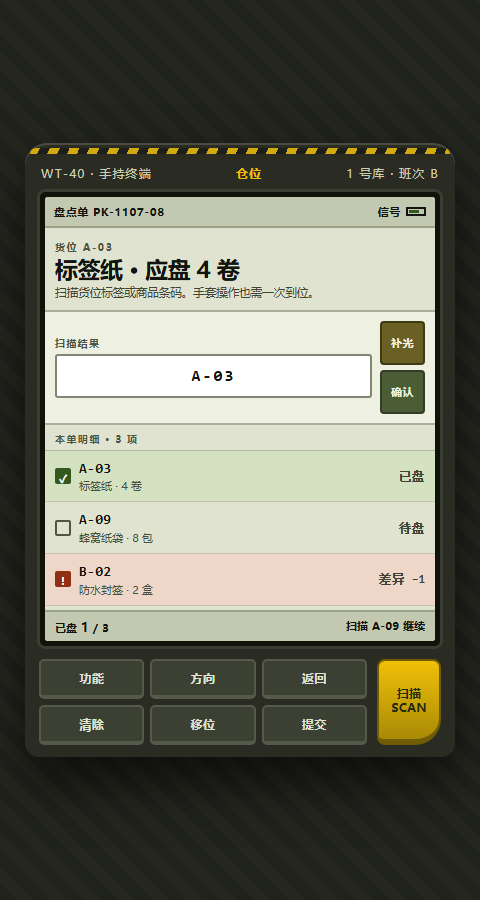 WT-40 · 手持终端 仓位 1 号库 · 班次 B
盘点单 PK-1107-08 信号
货位 A-03
标签纸 • 应盘 4 卷
扫描货位标签或商品条码。手套操作也需一次到位。
扫描结果
A-03
补光
确认
本单明细 • 3 项
A-03 已盘
标签纸 · 4 卷
A-09 待盘
蜂窝纸袋 · 8 包
! B-02 差异 -1
防水封签 · 2 盒
已盘 1 / 3 扫描 A-09 继续
功能 方向 返回
清除 移位 提交
扫描
SCAN